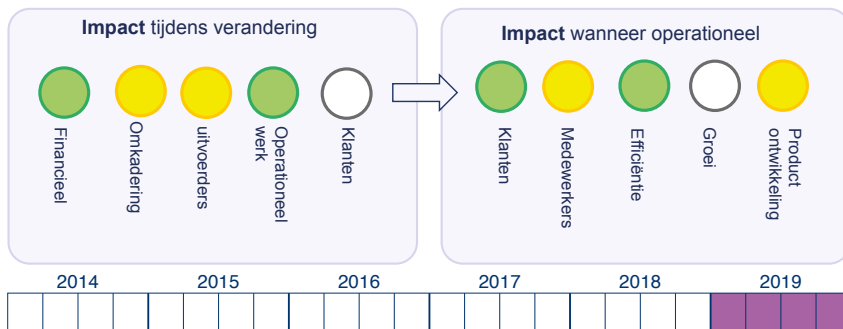 Impact tijdens verandering
Financieel
Omkadering
uitvoerders
Operationeel
werk
Klanten
Impact wanneer operationeel
Klanten
Medewerkers
Efficiëntie
Groei
Product
ontwikkeling
2014 2015 2016 2017 2018 2019